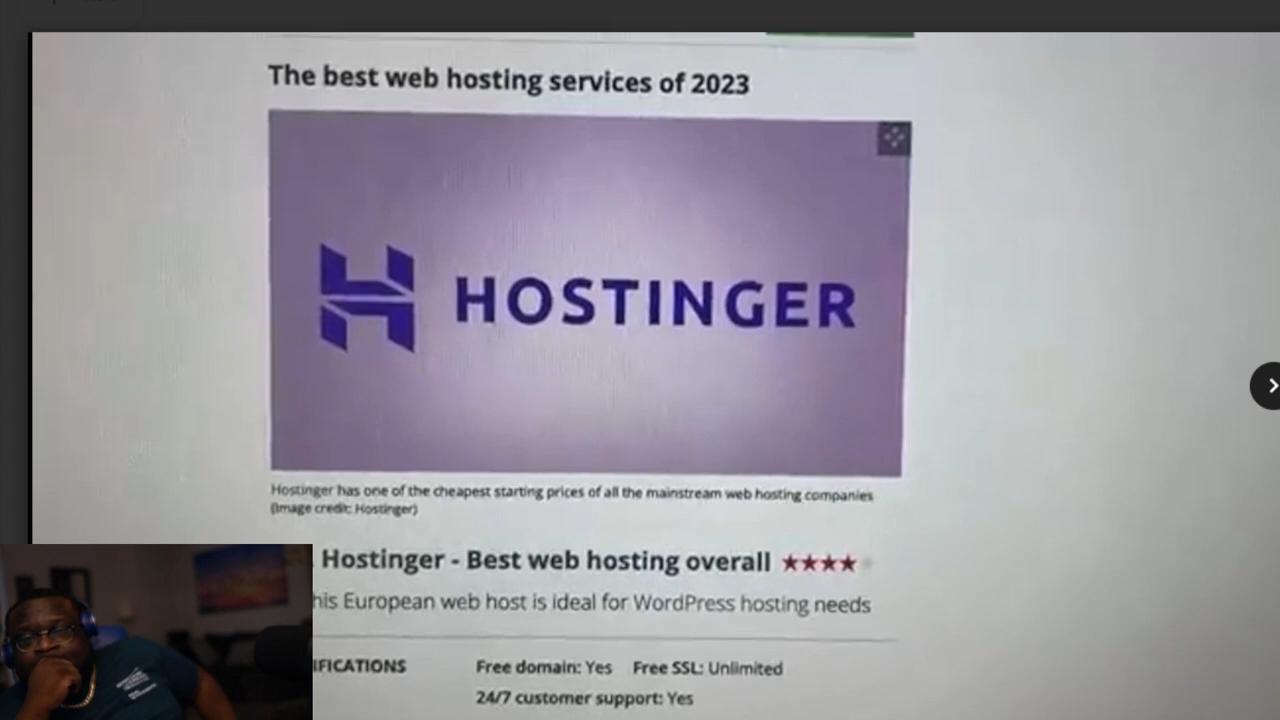 The best web hosting services of 2023
HOSTINGER
Hostinger has one of the cheapest starting prices of all the mainstream web hosting companies
(Image credit: Hostinger)
Hostinger - Best web hosting overall
his European web host is ideal for WordPress hosting needs
IFICATIONS
Free domain: Yes Free SSL: Unlimited
24/7 customer support: Yes